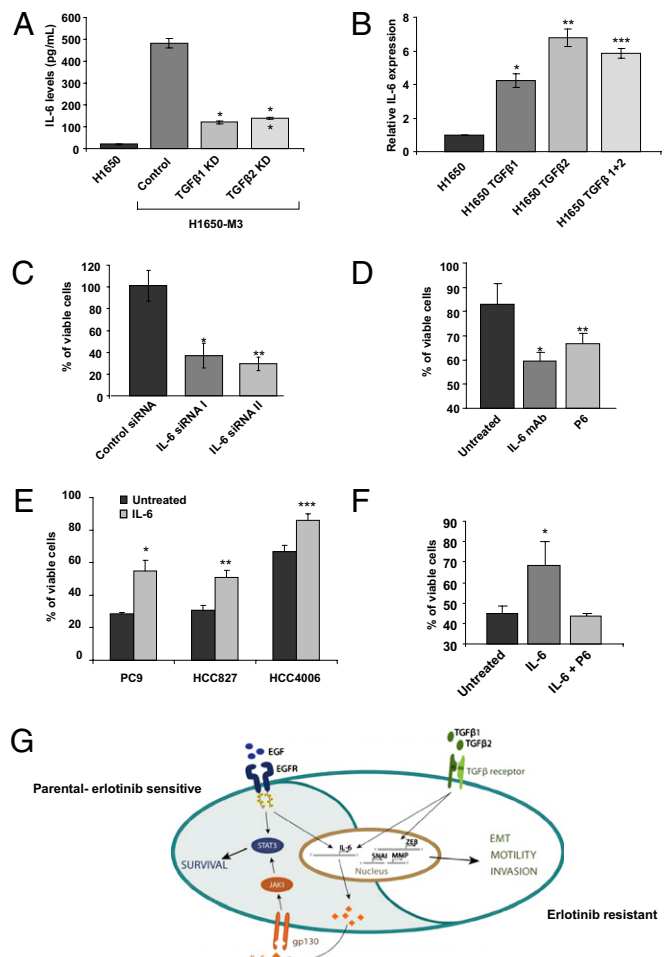 A
IL-6 levels (pg/mL)
600
500
400
300
200
100
0
*
*
*
H1650
Control
TGFβ1 KD
TGFβ2 KD
H1650-M3
B
Relative IL-6 expression
8
6
4
2
0
*
**
***
H1650
H1650 TGFβ1
H1650 TGFβ2
H1650 TGFβ 1+2
C
% of viable cells
120
100
80
60
40
20
0
*
**
Control siRNA
IL-6 siRNA I
IL-6 siRNA II
D
% of viable cells
100
90
80
70
60
50
40
*
**
Untreated
IL-6 mAb
P6
E
% of viable cells
100
80
60
40
20
0
Untreated
IL-6
*
**
***
PC9
HCC827
HCC4006
F
% of viable cells
90
80
70
60
50
40
*
Untreated
IL-6
IL-6 + P6
G
Parental- erlotinib sensitive
EGF
EGFR
TGFβ1
TGFβ2
TGFβ receptor
STAT3
SURVIVAL
JAK1
gp130
IL-6
ZEB
SNAI MMP
Nucleus
EMT
MOTILITY
INVASION
Erlotinib resistant